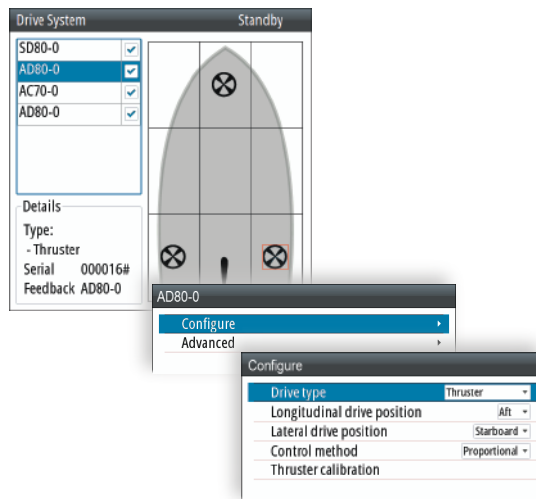 Drive System Standby
SD80-0
AD80-0
AC70-0
AD80-0
Details
Type:
- Thruster
Serial 000016#
Feedback AD80-0
AD80-0
Configure
Advanced
Configure
Drive type Thruster
Longitudinal drive position Aft
Lateral drive position Starboard
Control method Proportional
Thruster calibration